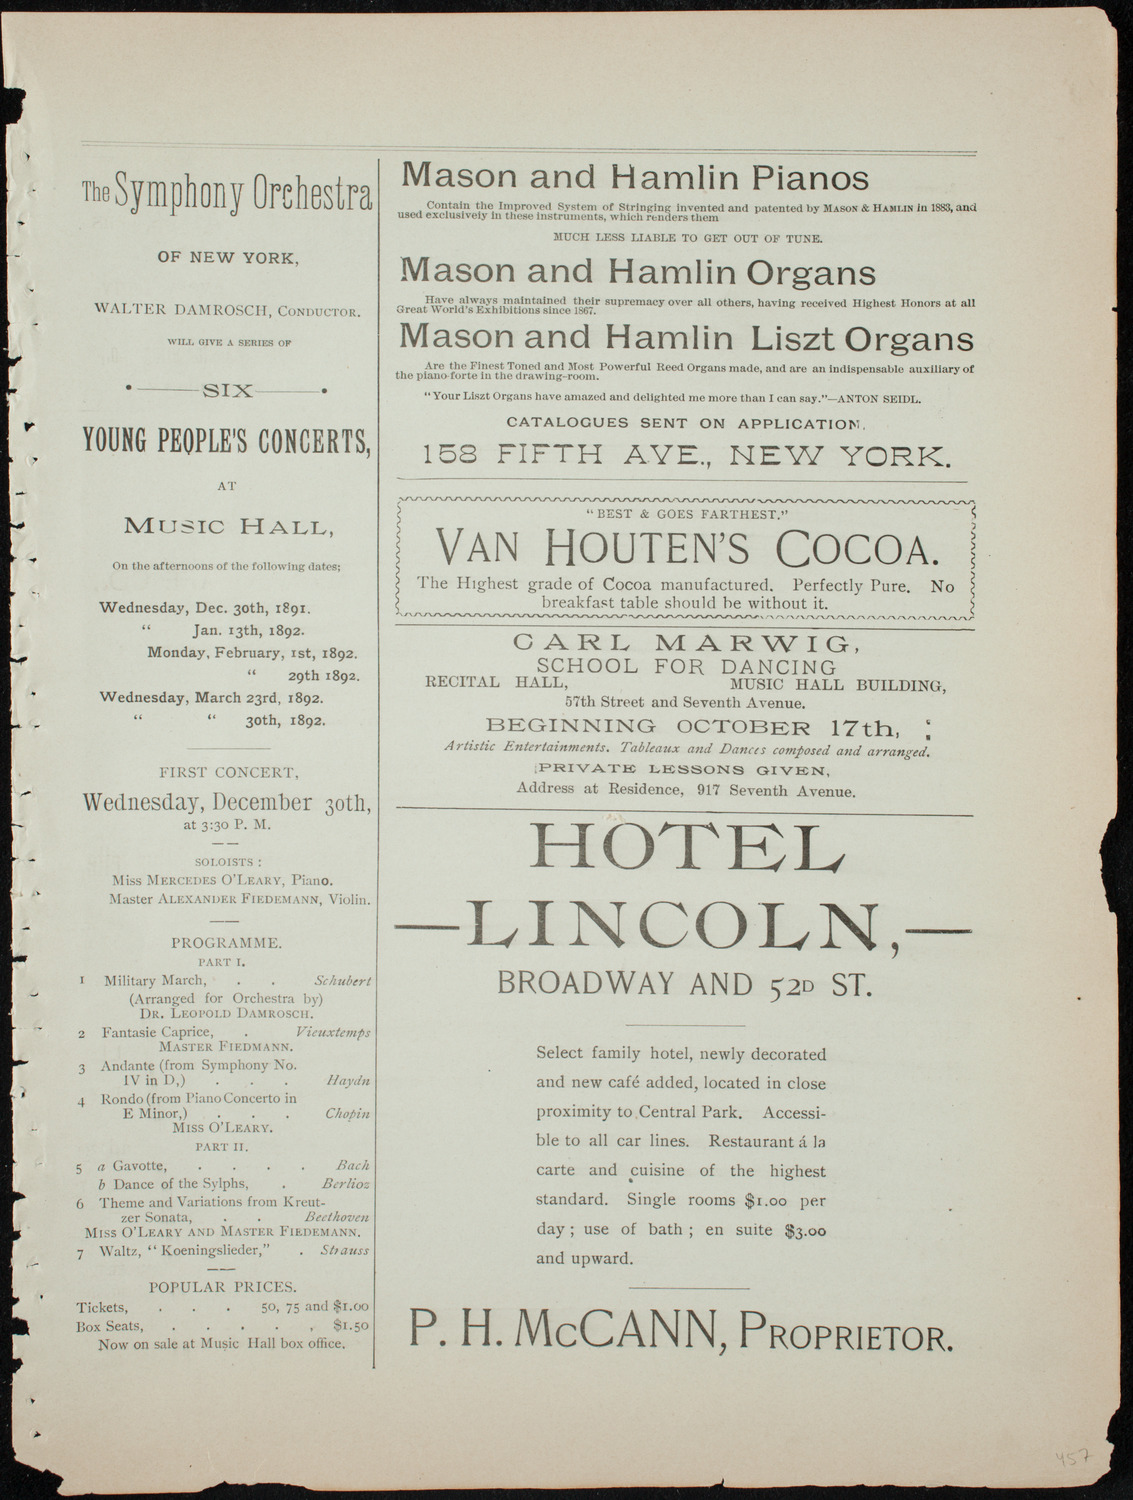 The Symphony Orchestra
OF NEW YORK,
WALTER DAMROSCH, CONDUCTOR.
WILL GIVE A SERIES OF
SIX
YOUNG PEOPLE'S CONCERTS,
AT
MUSIC HALL,
On the afternoons of the following dates;
Wednesday, Dec. 30th, 1891.
" Jan. 13th, 1892.
Monday, February, 1st, 1892.
" 29th 1892.
Wednesday, March 23rd, 1892.
" " 30th, 1892.
FIRST CONCERT,
Wednesday, December 30th,
at 3:30 P. M.
SOLOISTS:
Miss MERCEDES O'LEARY, Piano.
Master ALEXANDER FIEDEMANN, Violin.
PROGRAMME.
PART I.
1 Military March, . . Schubert
(Arranged for Orchestra by)
DR. LEOPOLD DAMROSCH.
2 Fantasie Caprice, . Vieuxtemps
MASTER FIEDMANN.
3 Andante (from Symphony No.
IV in D,) . . . Haydn
4 Rondo (from Piano Concerto in
E Minor,) . . . Chopin
MISS O'LEARY.
PART II.
5 a Gavotte, . . . . Bach
b Dance of the Sylphs, . Berlioz
6 Theme and Variations from Kreut-
zer Sonata, . . Beethoven
MISS O'LEARY AND MASTER FIEDEMANN.
7 Waltz, "Koeningslieder," . Strauss
POPULAR PRICES.
Tickets, . . . 50, 75 and $1.00
Box Seats, . . . . , $1.50
Now on sale at Music Hall box office.
Mason and Hamlin Pianos
Contain the Improved System of Stringing invented and patented by MASON & HAMLIN in 1883, and
used exclusively in these instruments, which renders them
MUCH LESS LIABLE TO GET OUT OF TUNE.
Mason and Hamlin Organs
Have always maintained their supremacy over all others, having received Highest Honors at all
Great World's Exhibitions since 1867.
Mason and Hamlin Liszt Organs
Are the Finest Toned and Most Powerful Reed Organs made, and are an indispensable auxiliary of
the piano-forte in the drawing-room.
"Your Liszt Organs have amazed and delighted me more than I can say."—ANTON SEIDL.
CATALOGUES SENT ON APPLICATION.
158 FIFTH AVE., NEW YORK.
"BEST & GOES FARTHEST."
VAN HOUTEN'S COCOA.
The Highest grade of Cocoa manufactured. Perfectly Pure. No
breakfast table should be without it.
CARL MARWIG,
SCHOOL FOR DANCING
RECITAL HALL, MUSIC HALL BUILDING,
57th Street and Seventh Avenue.
BEGINNING OCTOBER 17th,
Artistic Entertainments. Tableaux and Dances composed and arranged.
PRIVATE LESSONS GIVEN,
Address at Residence, 917 Seventh Avenue.
HOTEL
—LINCOLN,—
BROADWAY AND 52D ST.
Select family hotel, newly decorated
and new café added, located in close
proximity to Central Park. Accessi-
ble to all car lines. Restaurant á la
carte and cuisine of the highest
standard. Single rooms $1.00 per
day; use of bath; en suite $3.00
and upward.
P. H. MCCANN, PROPRIETOR.
457